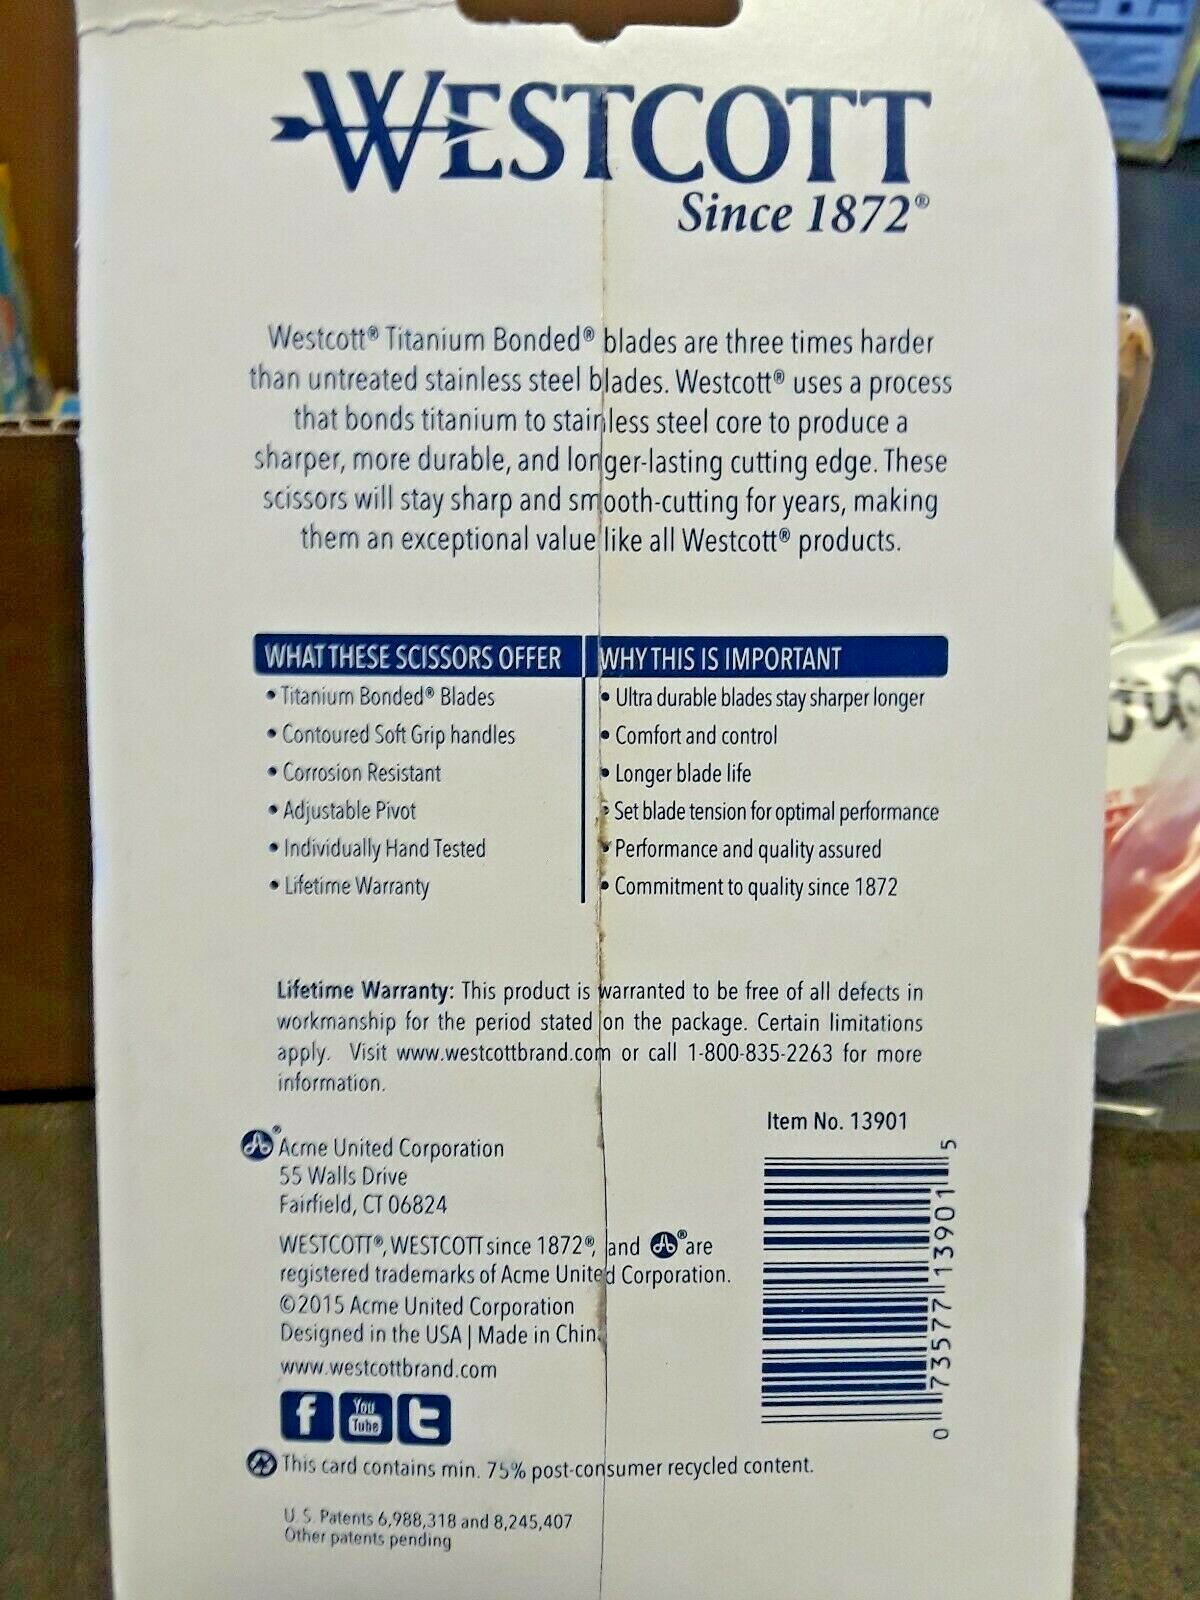 WESTCOTT
Since 1872®
Westcott® Titanium Bonded® blades are three times harder
than untreated stainless steel blades. Westcott® uses a process
that bonds titanium to stainless steel core to produce a
sharper, more durable, and longer-lasting cutting edge. These
scissors will stay sharp and smooth-cutting for years, making
them an exceptional value like all Westcott® products.
WHAT THESE SCISSORS OFFER WHY THIS IS IMPORTANT
• Titanium Bonded® Blades • Ultra durable blades stay sharper longer
• Contoured Soft Grip handles • Comfort and control
• Corrosion Resistant • Longer blade life
• Adjustable Pivot • Set blade tension for optimal performance
• Individually Hand Tested • Performance and quality assured
• Lifetime Warranty • Commitment to quality since 1872
Lifetime Warranty: This product is warranted to be free of all defects in
workmanship for the period stated on the package. Certain limitations
apply. Visit www.westcottbrand.com or call 1-800-835-2263 for more
information.
Item No. 13901
0 73577 13901 5
® Acme United Corporation
55 Walls Drive
Fairfield, CT 06824
WESTCOTT®, WESTCOTT since 1872®, and ® are
registered trademarks of Acme United Corporation.
©2015 Acme United Corporation
Designed in the USA | Made in Chin
www.westcottbrand.com
f You Tube t
This card contains min. 75% post-consumer recycled content.
U.S. Patents 6,988,318 and 8,245,407
Other patents pending